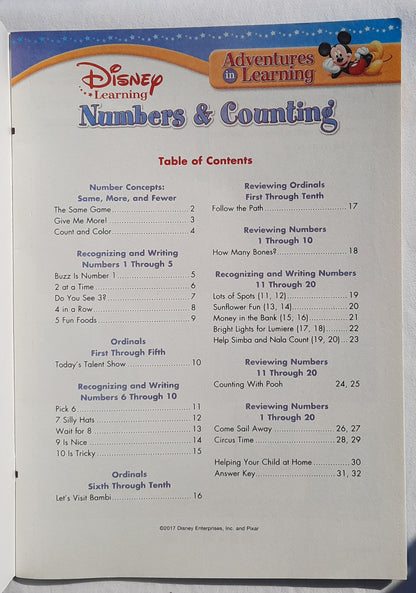 Adventures
in Learning
Disney
Learning
Numbers & Counting
Table of Contents
Number Concepts:
Same, More, and Fewer
The Same Game 2
Give Me More! 3
Count and Color 4
Recognizing and Writing
Numbers 1 Through 5
Buzz Is Number 1 5
2 at a Time 6
Do You See 3? 7
4 in a Row 8
5 Fun Foods 9
Ordinals
First Through Fifth
Today's Talent Show 10
Recognizing and Writing
Numbers 6 Through 10
Pick 6 11
7 Silly Hats 12
Wait for 8 13
9 Is Nice 14
10 Is Tricky 15
Ordinals
Sixth Through Tenth
Let's Visit Bambi 16
Reviewing Ordinals
First Through Tenth
Follow the Path 17
Reviewing Numbers
1 Through 10
How Many Bones? 18
Recognizing and Writing Numbers
11 Through 20
Lots of Spots (11, 12) 19
Sunflower Fun (13, 14) 20
Money in the Bank (15, 16) 21
Bright Lights for Lumiere (17, 18) 22
Help Simba and Nala Count (19, 20) 23
Reviewing Numbers
11 Through 20
Counting With Pooh 24, 25
Reviewing Numbers
1 Through 20
Come Sail Away 26, 27
Circus Time 28, 29
Helping Your Child at Home 30
Answer Key 31, 32
©2017 Disney Enterprises, Inc. and Pixar